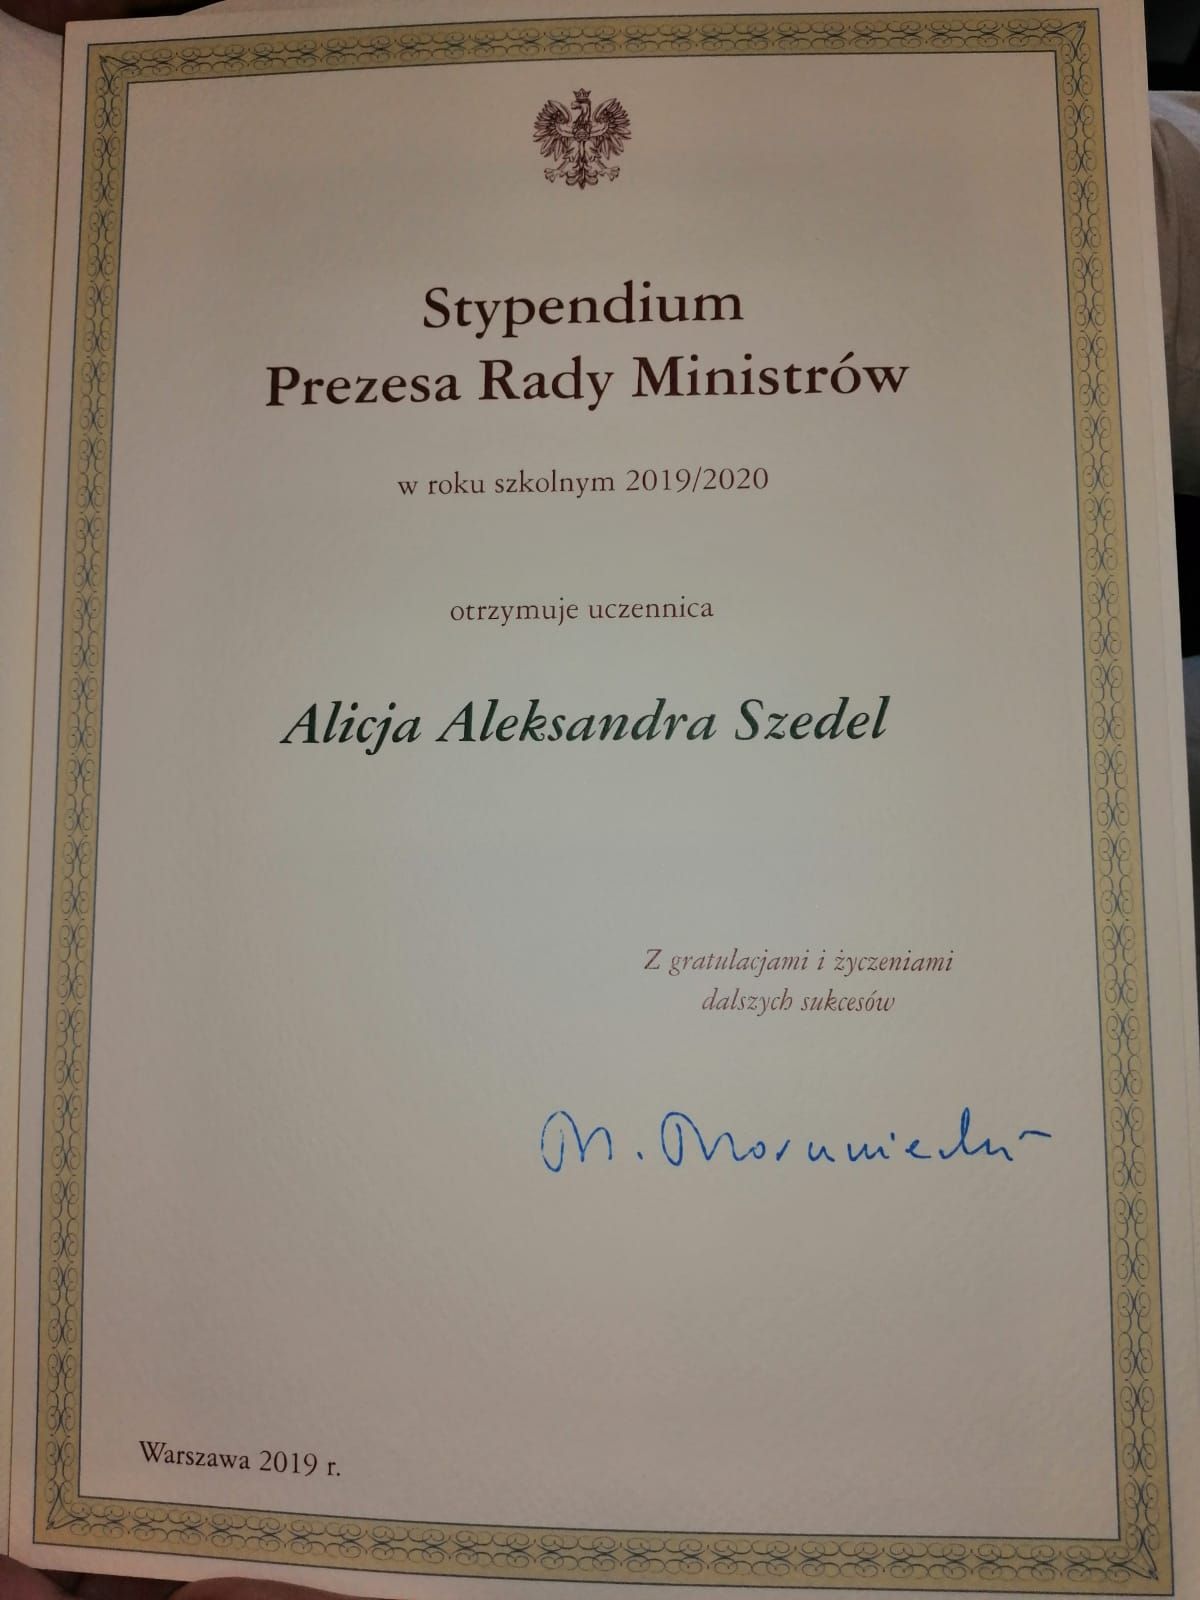 Stypendium
Prezesa Rady Ministrów
w roku szkolnym 2019/2020
otrzymuje uczennica
Alicja Aleksandra Szedel
Z gratulacjami i życzeniami
dalszych sukcesów
M. Morawiecki
Warszawa 2019 r.